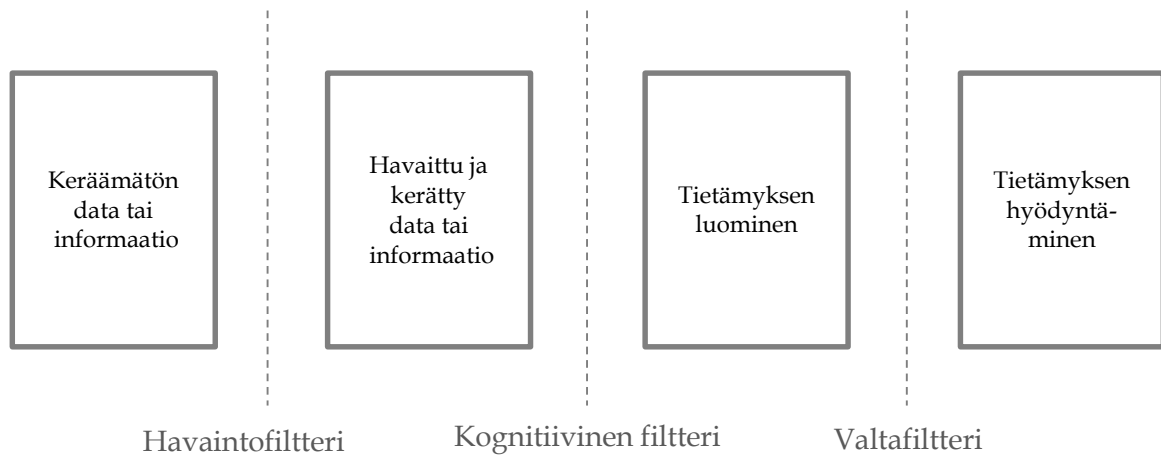 Keräämätön
data tai
informaatio
Havaittu ja
kerätty
data tai
informaatio
Tietämyksen
luominen
Tietämyksen
hyödyntä-
minen
Havaintofiltteri
Kognitiivinen filtteri
Valtafiltteri